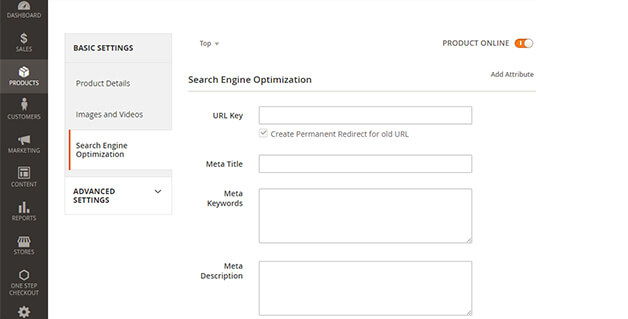 DASHBOARD
$
SALES
PRODUCTS
CUSTOMERS
MARKETING
CONTENT
REPORTS
STORES
ONE STEP
CHECKOUT
BASIC SETTINGS
Product Details
Images and Videos
Search Engine
Optimization
ADVANCED
SETTINGS
Top
PRODUCT ONLINE
Search Engine Optimization
Add Attribute
URL Key
Create Permanent Redirect for old URL
Meta Title
Meta
Keywords
Meta
Description